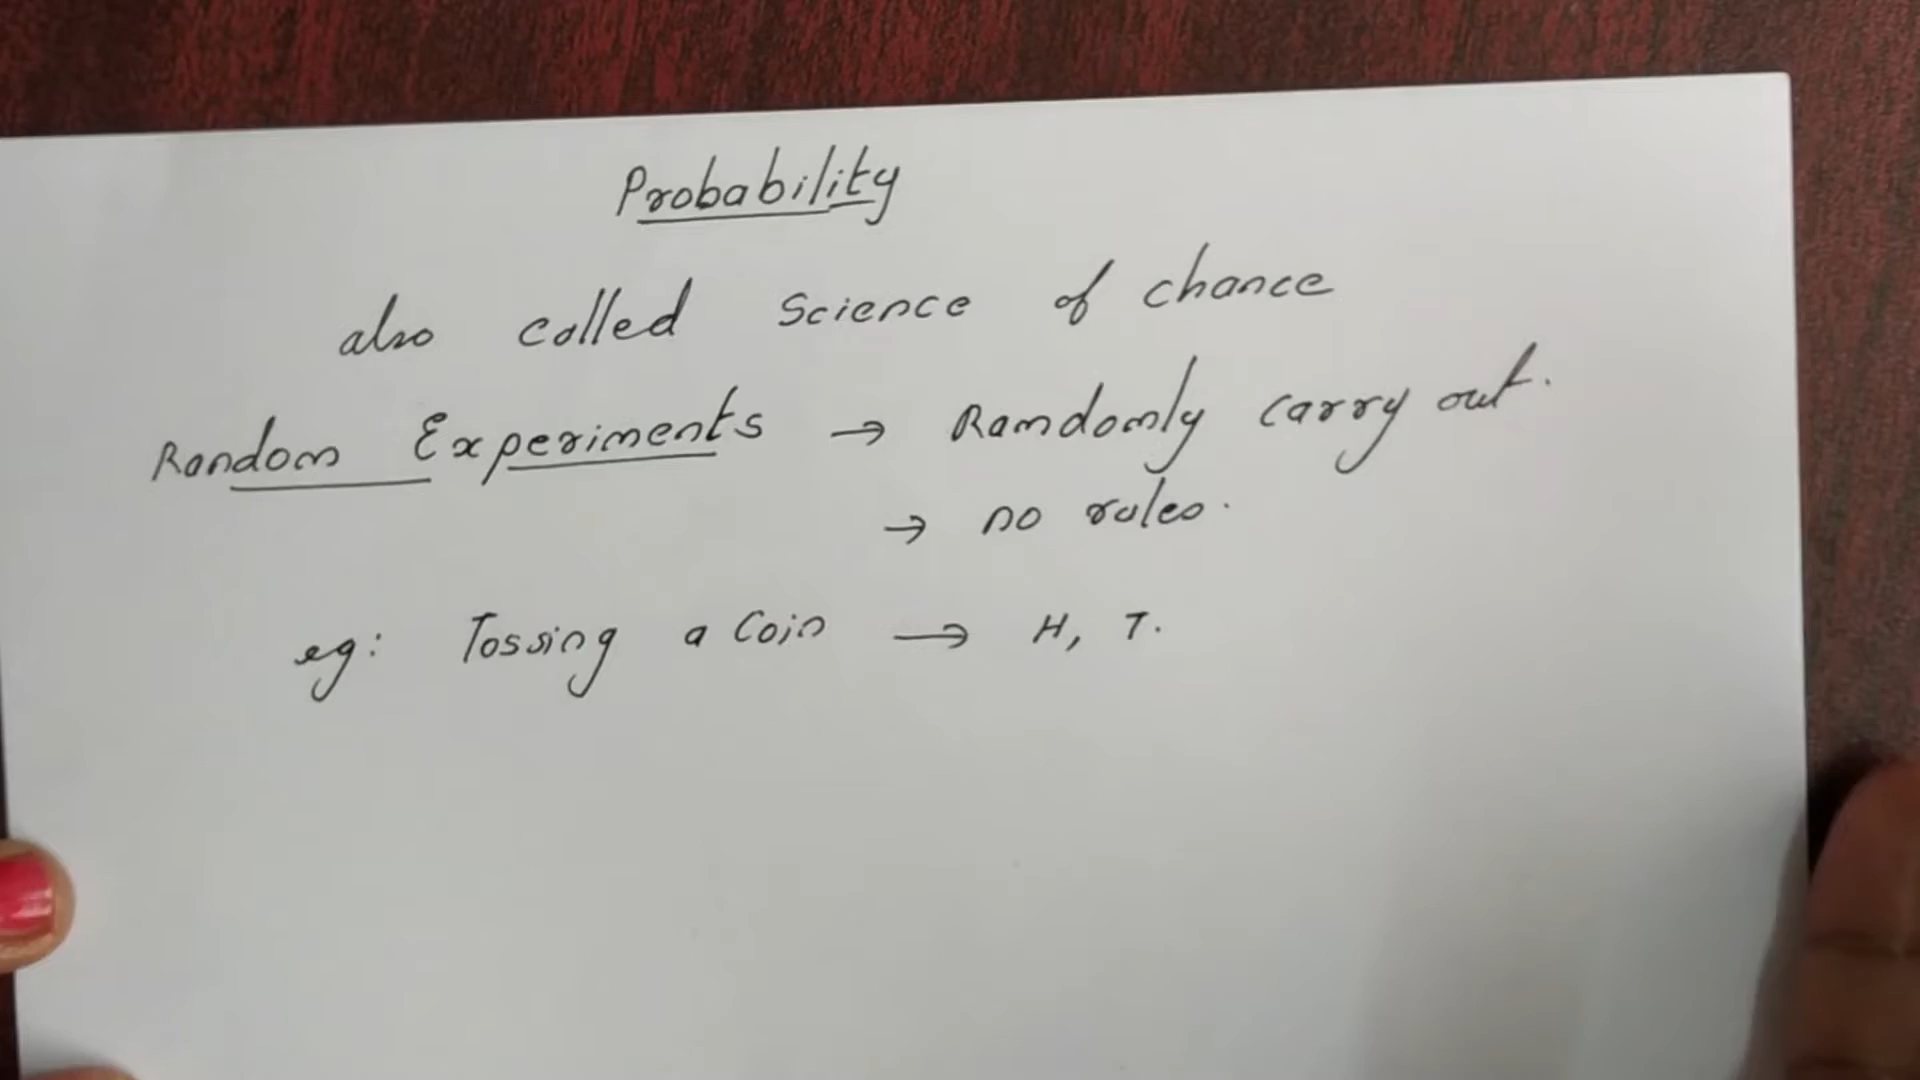 Probability
also called Science of chance
Random Experiments → Randomly carry out.
→ no rules.
eg: Tossing a Coin → H, T.